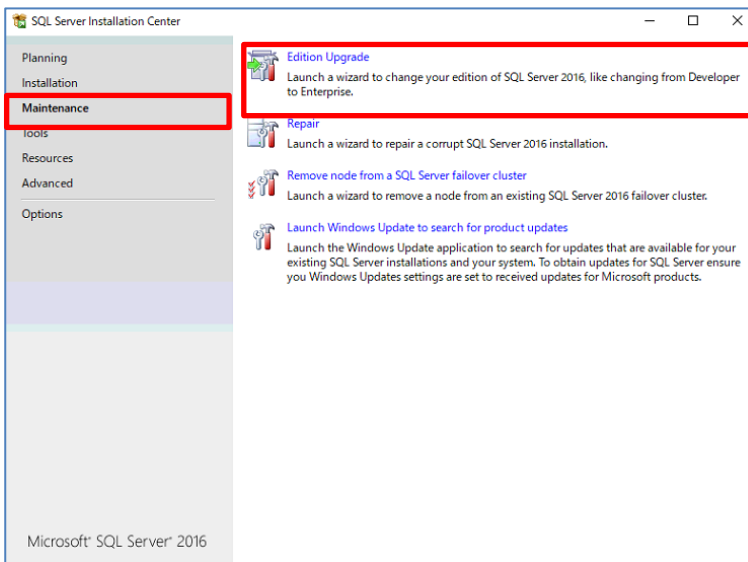 SQL Server Installation Center
Planning
Installation
Maintenance
Tools
Resources
Advanced
Options
Edition Upgrade
Launch a wizard to change your edition of SQL Server 2016, like changing from Developer
to Enterprise.
Repair
Launch a wizard to repair a corrupt SQL Server 2016 installation.
Remove node from a SQL Server failover cluster
Launch a wizard to remove a node from an existing SQL Server 2016 failover cluster.
Launch Windows Update to search for product updates
Launch the Windows Update application to search for updates that are available for your
existing SQL Server installations and your system. To obtain updates for SQL Server ensure
you Windows Updates settings are set to received updates for Microsoft products.
Microsoft® SQL Server® 2016